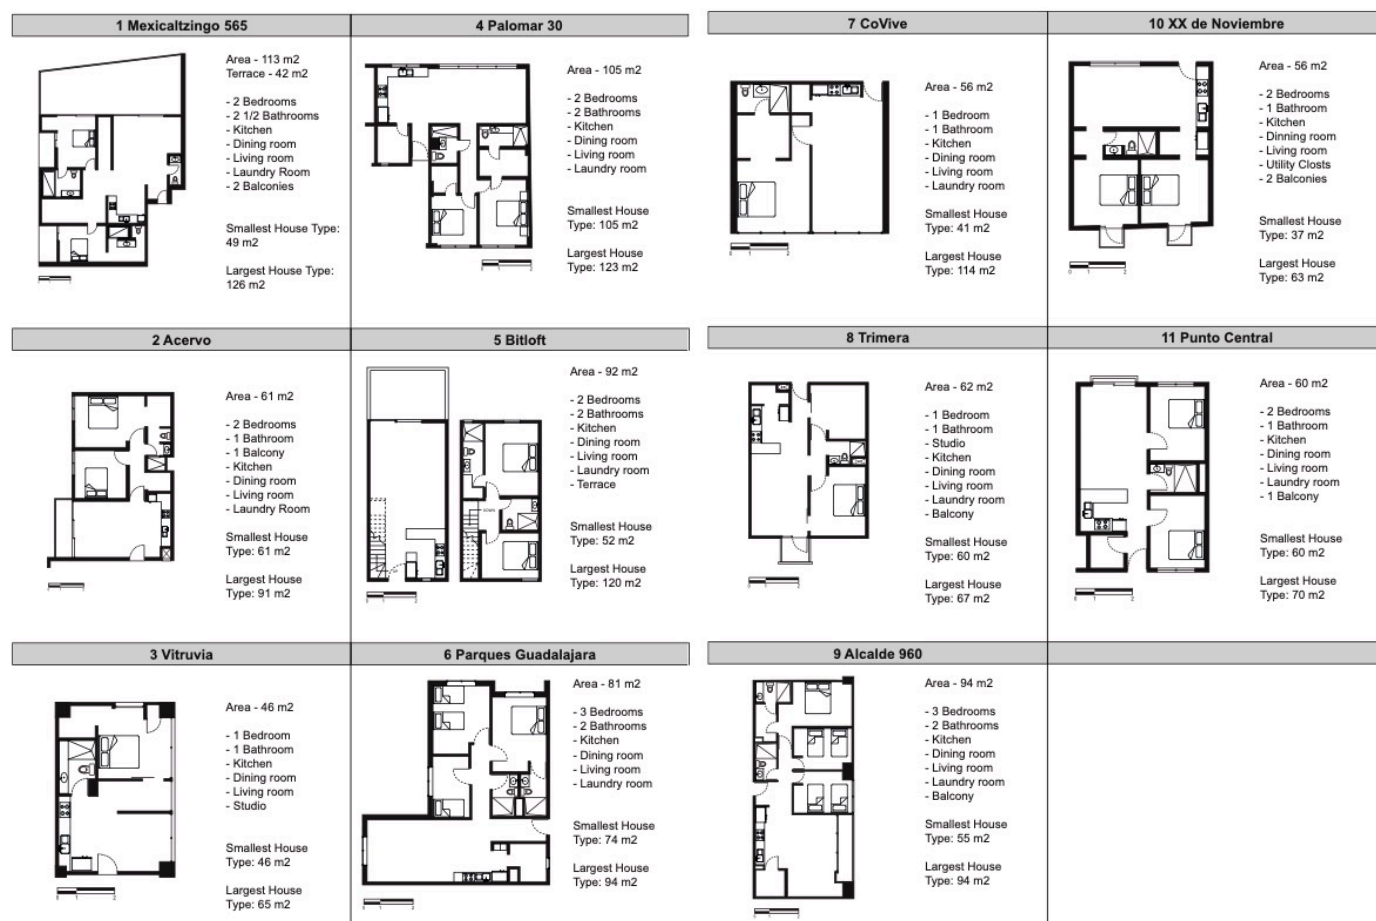 1 Mexicaltzingo 565
Area - 113 m2
Terrace - 42 m2
- 2 Bedrooms
- 2 1/2 Bathrooms
- Kitchen
- Dining room
- Living room
- Laundry Room
- 2 Balconies
Smallest House Type:
49 m2
Largest House Type:
126 m2
4 Palomar 30
Area - 105 m2
- 2 Bedrooms
- 2 Bathrooms
- Kitchen
- Dining room
- Living room
- Laundry room
Smallest House
Type: 105 m2
Largest House
Type: 123 m2
7 CoVive
Area - 56 m2
- 1 Bedroom
- 1 Bathroom
- Kitchen
- Dining room
- Living room
- Laundry room
Smallest House
Type: 41 m2
Largest House
Type: 114 m2
10 XX de Noviembre
Area - 56 m2
- 2 Bedrooms
- 1 Bathroom
- Kitchen
- Dinning room
- Living room
- Utility Closts
- 2 Balconies
Smallest House
Type: 37 m2
Largest House
Type: 63 m2
2 Acervo
Area - 61 m2
- 2 Bedrooms
- 1 Bathroom
- 1 Balcony
- Kitchen
- Dining room
- Living room
- Laundry Room
Smallest House
Type: 61 m2
Largest House
Type: 91 m2
5 Bitloft
DOWN
Area - 92 m2
- 2 Bedrooms
- 2 Bathrooms
- Kitchen
- Dining room
- Living room
- Laundry room
- Terrace
Smallest House
Type: 52 m2
Largest House
Type: 120 m2
8 Trimera
Area - 62 m2
- 1 Bedroom
- 1 Bathroom
- Studio
- Kitchen
- Dining room
- Living room
- Laundry room
- Balcony
Smallest House
Type: 60 m2
Largest House
Type: 67 m2
11 Punto Central
Area - 60 m2
- 2 Bedrooms
- 1 Bathroom
- Kitchen
- Dining room
- Living room
- Laundry room
- 1 Balcony
Smallest House
Type: 60 m2
Largest House
Type: 70 m2
3 Vitruvia
Area - 46 m2
- 1 Bedroom
- 1 Bathroom
- Kitchen
- Dining room
- Living room
- Studio
Smallest House
Type: 46 m2
Largest House
Type: 65 m2
6 Parques Guadalajara
Area - 81 m2
- 3 Bedrooms
- 2 Bathrooms
- Kitchen
- Dining room
- Living room
- Laundry room
Smallest House
Type: 74 m2
Largest House
Type: 94 m2
9 Alcalde 960
Area - 94 m2
- 3 Bedrooms
- 2 Bathrooms
- Kitchen
- Dining room
- Living room
- Laundry room
- Balcony
Smallest House
Type: 55 m2
Largest House
Type: 94 m2